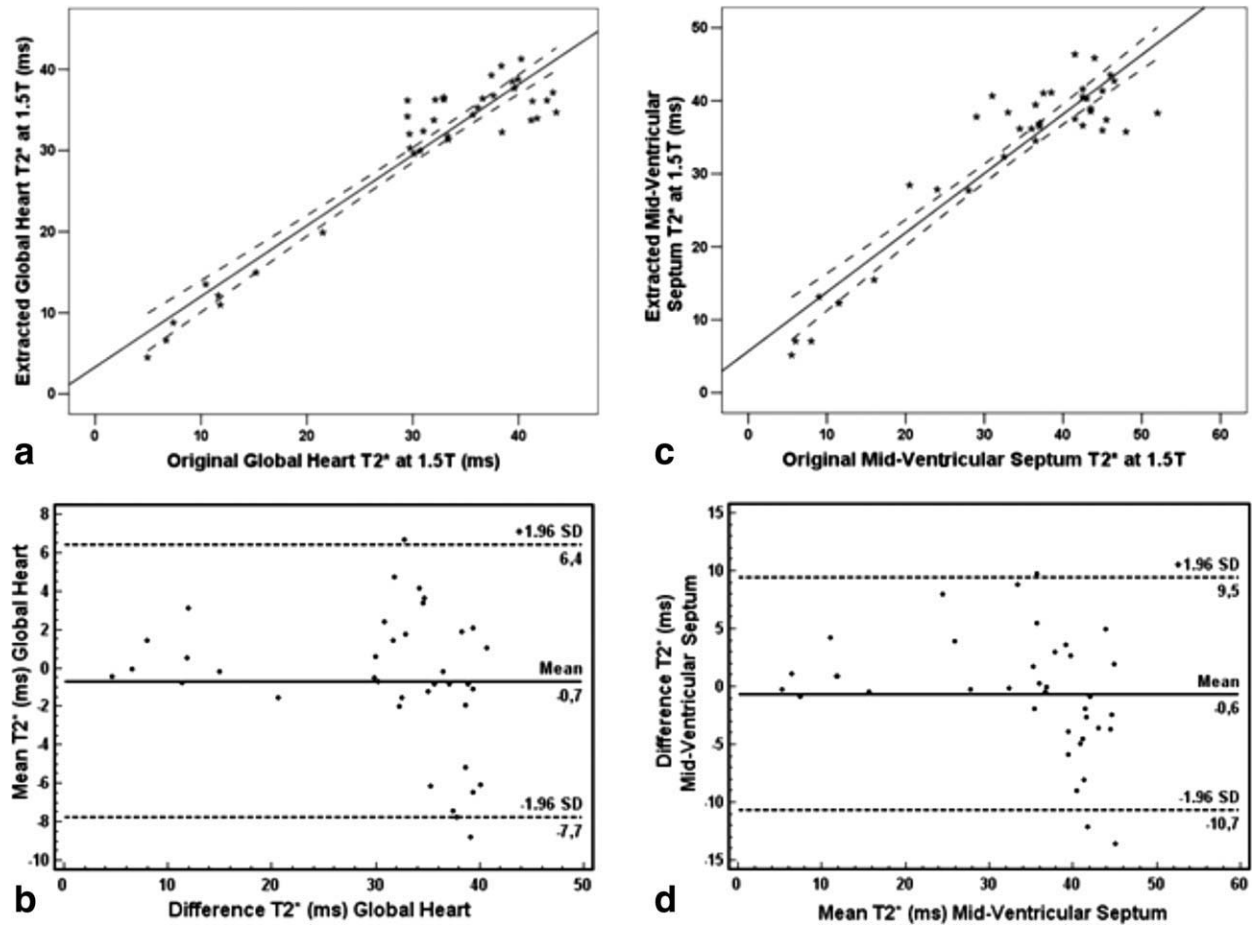 Extracted Global Heart T2* at 1.5T (ms)
40
30
20
10
0
0 10 20 30 40
a
Original Global Heart T2* at 1.5T (ms)
Extracted Mid-Ventricular
Septum T2* at 1.5T (ms)
50
40
30
20
10
0
0 10 20 30 40 50 60
c
Original Mid-Ventricular Septum T2* at 1.5T
Mean T2* (ms) Global Heart
8
6
4
2
0
-2
-4
-6
-8
-10
+1.96 SD
6,4
Mean
-0,7
-1.96 SD
-7,7
0 10 20 30 40 50
b
Difference T2* (ms) Global Heart
Difference T2* (ms)
Mid-Ventricular Septum
15
10
5
0
-5
-10
-15
+1.96 SD
9,5
Mean
-0,6
-1.96 SD
-10,7
0 10 20 30 40 50 60
d
Mean T2* (ms) Mid-Ventricular Septum